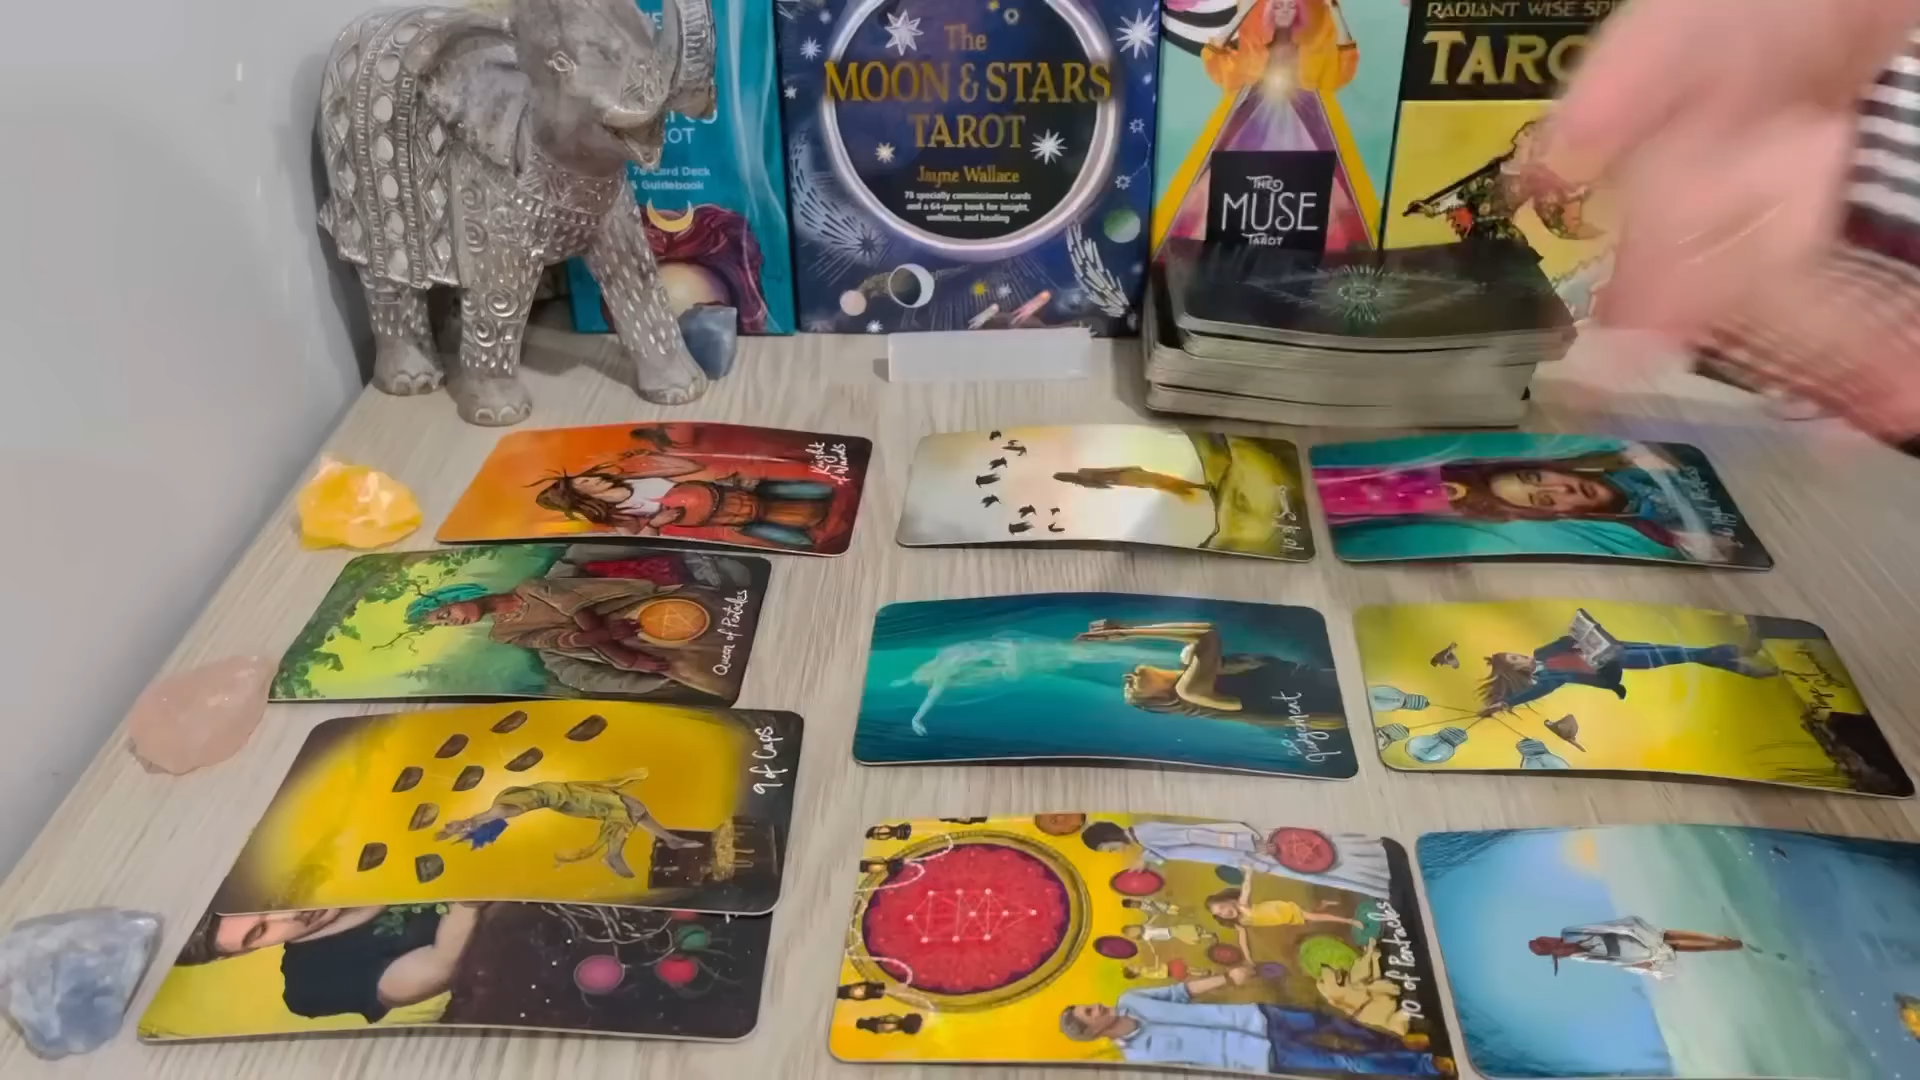 TAROT
78 Card Deck
& Guidebook
The
MOON & STARS
TAROT
Jayne Wallace
78 specially commissioned cards
and a 64-page book for insight,
wellness, and healing
THE
MUSE
TAROT
RADIANT WISE
Knight
of Wands
10 of Swords
Queen of Pentacles
Judgement
9 of Cups
10 of Pentacles